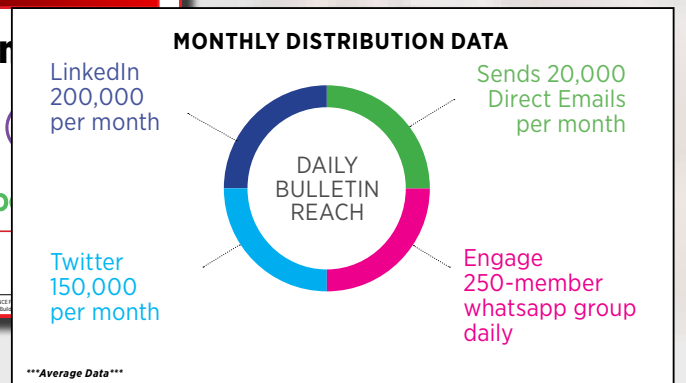 MONTHLY DISTRIBUTION DATA
LinkedIn
200,000
per month
Sends 20,000
Direct Emails
per month
DAILY
BULLETIN
REACH
Twitter
150,000
per month
Engage
250-member
whatsapp group
daily
***Average Data***